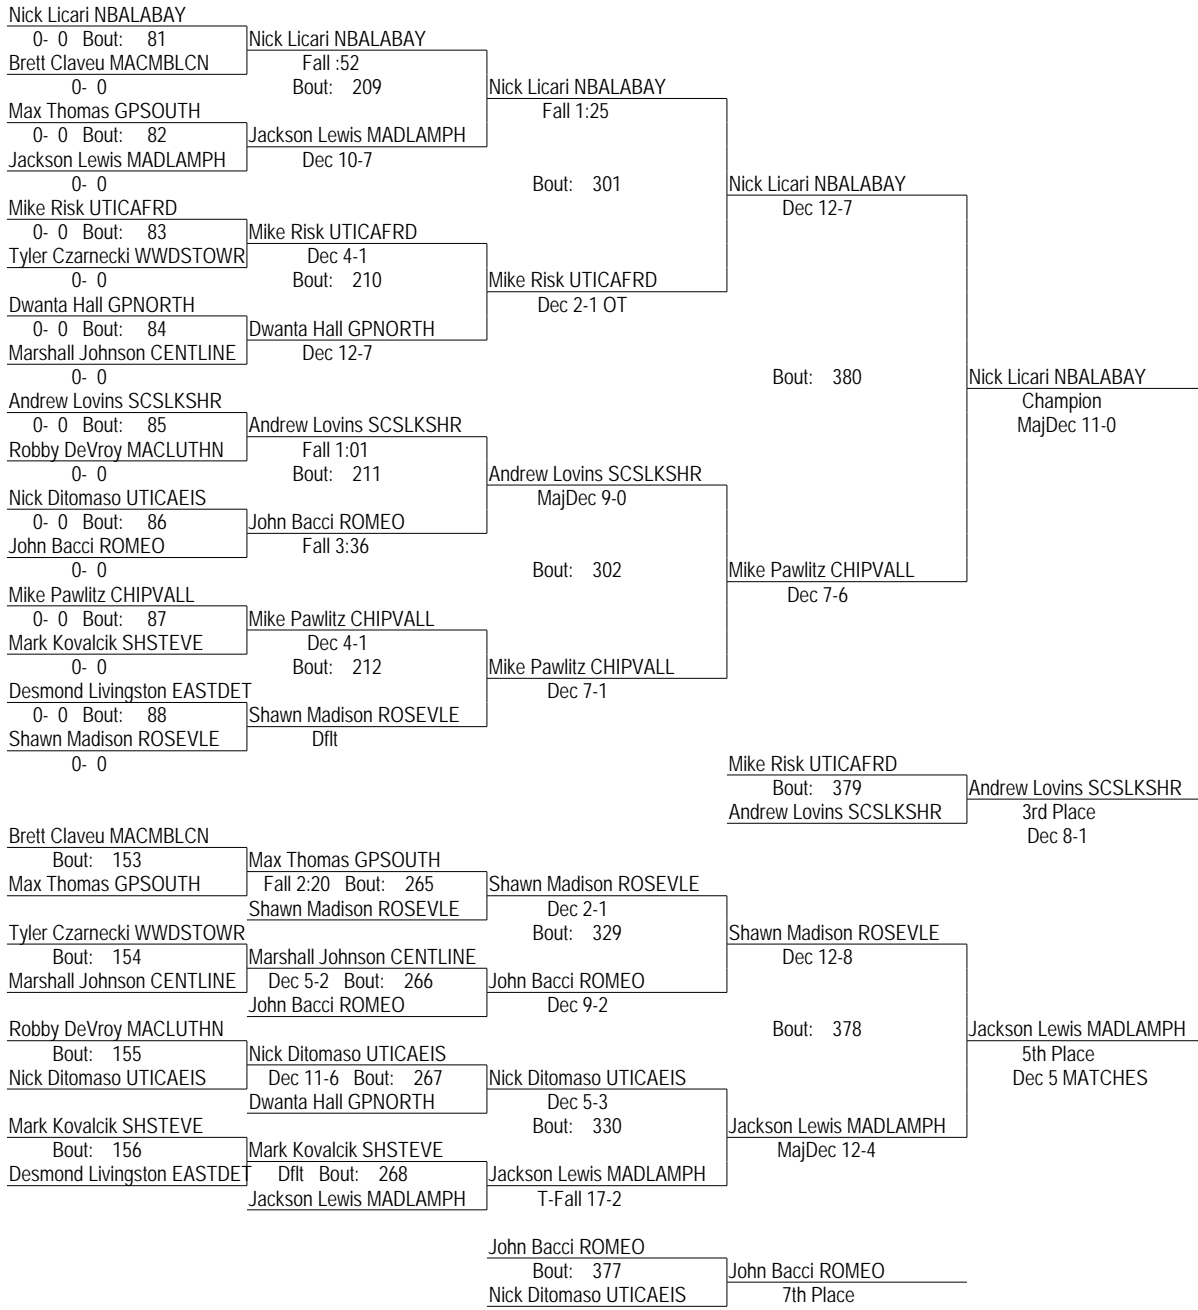 Nick Licari NBALABAY
0- 0 Bout: 81 Nick Licari NBALABAY
Brett Claveu MACMBLCN Fall :52
0- 0 Bout: 209 Nick Licari NBALABAY
Max Thomas GPSOUTH Fall 1:25
0- 0 Bout: 82 Jackson Lewis MADLAMPH
Jackson Lewis MADLAMPH Dec 10-7
0- 0 Bout: 301 Nick Licari NBALABAY
Mike Risk UTICAFRD Dec 12-7
0- 0 Bout: 83 Mike Risk UTICAFRD
Tyler Czarnecki WWDSTOWR Dec 4-1
0- 0 Bout: 210 Mike Risk UTICAFRD
Dwanta Hall GPNORTH Dec 2-1 OT
0- 0 Bout: 84 Dwanta Hall GPNORTH
Marshall Johnson CENTLINE Dec 12-7
0- 0 Bout: 380 Nick Licari NBALABAY
Andrew Lovins SCSLKSHR Champion
0- 0 Bout: 85 Andrew Lovins SCSLKSHR MajDec 11-0
Robby DeVroy MACLUTHN Fall 1:01
0- 0 Bout: 211 Andrew Lovins SCSLKSHR
Nick Ditomaso UTICAEIS MajDec 9-0
0- 0 Bout: 86 John Bacci ROMEO
John Bacci ROMEO Fall 3:36
0- 0 Bout: 302 Mike Pawlitz CHIPVALL
Mike Pawlitz CHIPVALL Dec 7-6
0- 0 Bout: 87 Mike Pawlitz CHIPVALL
Mark Kovalcik SHSTEVE Dec 4-1
0- 0 Bout: 212 Mike Pawlitz CHIPVALL
Desmond Livingston EASTDET Dec 7-1
0- 0 Bout: 88 Shawn Madison ROSEVLE
Shawn Madison ROSEVLE Dflt
0- 0 Mike Risk UTICAFRD
Bout: 379 Andrew Lovins SCSLKSHR
Andrew Lovins SCSLKSHR 3rd Place
Brett Claveu MACMBLCN Dec 8-1
Bout: 153 Max Thomas GPSOUTH
Max Thomas GPSOUTH Fall 2:20 Bout: 265 Shawn Madison ROSEVLE
Shawn Madison ROSEVLE Dec 2-1
Tyler Czarnecki WWDSTOWR Bout: 329 Shawn Madison ROSEVLE
Bout: 154 Marshall Johnson CENTLINE Dec 12-8
Marshall Johnson CENTLINE Dec 5-2 Bout: 266 John Bacci ROMEO
John Bacci ROMEO Dec 9-2
Robby DeVroy MACLUTHN Bout: 378 Jackson Lewis MADLAMPH
Bout: 155 Nick Ditomaso UTICAEIS 5th Place
Nick Ditomaso UTICAEIS Dec 11-6 Bout: 267 Nick Ditomaso UTICAEIS Dec 5 MATCHES
Dwanta Hall GPNORTH Dec 5-3
Mark Kovalcik SHSTEVE Bout: 330 Jackson Lewis MADLAMPH
Bout: 156 Mark Kovalcik SHSTEVE MajDec 12-4
Desmond Livingston EASTDET Dflt Bout: 268 Jackson Lewis MADLAMPH
Jackson Lewis MADLAMPH T-Fall 17-2
John Bacci ROMEO
Bout: 377 John Bacci ROMEO
Nick Ditomaso UTICAEIS 7th Place